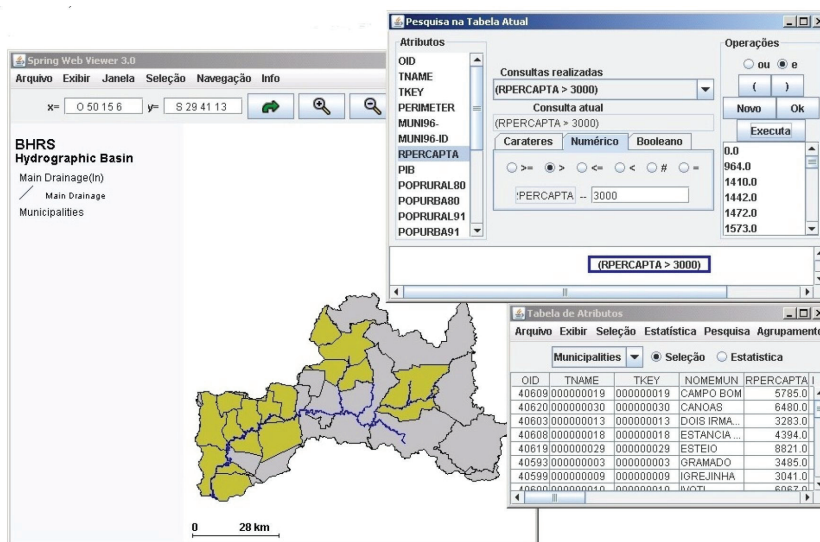 Pesquisa na Tabela Atual
Atributos
OID
TNAME
TKEY
PERIMETER
MUNI96-
MUNI96-ID
RPERCAPTA
PIB
POPRURAL80
POPURBA80
POPRURAL91
POPURBA91
Consultas realizadas
(RPERCAPTA > 3000)
Consulta atual
(RPERCAPTA > 3000)
Carateres Numérico Booleano
>= > <= < # =
PERCAPTA -- 3000
Operações
ou e
( )
Novo Ok
Executa
0.0
964.0
1410.0
1442.0
1472.0
1573.0
(RPERCAPTA > 3000)
Spring Web Viewer 3.0
Arquivo Exibir Janela Seleção Navegação Info
x= O 50 15 6 y= S 29 41 13
BHRS
Hydrographic Basin
Main Drainage(ln)
Main Drainage
Municipalities
0 28 km
Tabela de Atributos
Arquivo Exibir Seleção Estatística Pesquisa Agrupamento
Municipalities Seleção Estatistica
OID TNAME TKEY NOMEMUN RPERCAPTA
40609 000000019 000000019 CAMPO BOM 5785.0
40620 000000030 000000030 CANOAS 6480.0
40603 000000013 000000013 DOIS IRMA... 3283.0
40608 000000018 000000018 ESTANCIA ... 4394.0
40619 000000029 000000029 ESTEIO 8821.0
40593 000000003 000000003 GRAMADO 3485.0
40599 000000009 000000009 IGREJINHA 3041.0
40600 000000010 000000010 IVOTI 6067.0